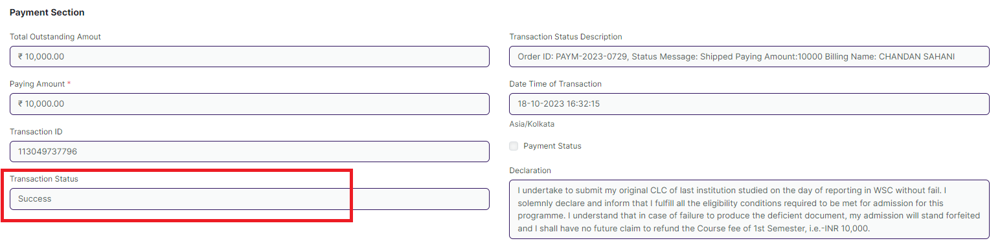 Payment Section
Total Outstanding Amout
₹ 10,000.00
Paying Amount *
₹ 10,000.00
Transaction ID
113049737796
Transaction Status
Success
Transaction Status Description
Order ID: PAYM-2023-0729, Status Message: Shipped Paying Amount:10000 Billing Name: CHANDAN SAHANI
Date Time of Transaction
18-10-2023 16:32:15
Asia/Kolkata
Payment Status
Declaration
I undertake to submit my original CLC of last institution studied on the day of reporting in WSC without fail. I
solemnly declare and inform that I fulfill all the eligibility conditions required to be met for admission for this
programme. I understand that in case of failure to produce the deficient document, my admission will stand forfeited
and I shall have no future claim to refund the Course fee of 1st Semester, i.e.-INR 10,000.